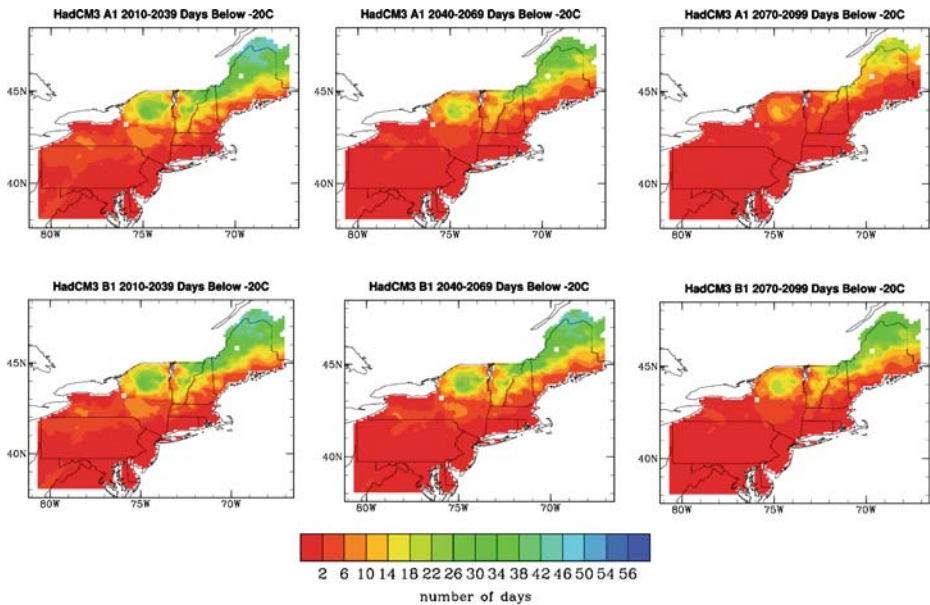 HadCM3 A1 2010-2039 Days Below -20C
HadCM3 A1 2040-2069 Days Below -20C
HadCM3 A1 2070-2099 Days Below -20C
45N
40N
80W 75W 70W
45N
40N
80W 75W 70W
45N
40N
80W 75W 70W
HadCM3 B1 2010-2039 Days Below -20C
HadCM3 B1 2040-2069 Days Below -20C
HadCM3 B1 2070-2099 Days Below -20C
45N
40N
80W 75W 70W
45N
40N
80W 75W 70W
45N
40N
80W 75W 70W
2 6 10 14 18 22 26 30 34 38 42 46 50 54 56
number of days